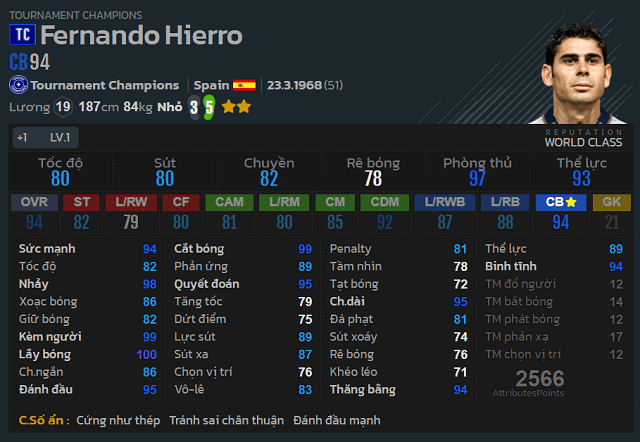 TOURNAMENT CHAMPIONS
TC Fernando Hierro
CB 94
Tournament Champions Spain 23.3.1968 (51)
Lương 19 187cm 84kg Nhỏ 3 5
REPUTATION
WORLD CLASS
+1 LV.1
Tốc độ Sút Chuyền Rê bóng Phòng thủ Thể lực
80 80 82 78 97 93
OVR ST L/RW CF CAM L/RM CM CDM L/RWB L/RB CB GK
94 82 79 80 81 80 85 92 87 88 94 21
Sức mạnh 94 Cắt bóng 99 Penalty 81 Thể lực 89
Tốc độ 82 Phản ứng 89 Tầm nhìn 78 Bình tĩnh 94
Nhảy 98 Quyết đoán 95 Tạt bóng 72 TM đổ người 12
Xoạc bóng 86 Tăng tốc 79 Ch.dài 95 TM bắt bóng 14
Giữ bóng 82 Dứt điểm 75 Đá phạt 81 TM phát bóng 12
Kèm người 99 Lực sút 89 Sút xoáy 74 TM phản xạ 17
Lấy bóng 100 Sút xa 87 Rê bóng 76 TM chọn vị trí 12
Ch.ngắn 86 Chọn vị trí 76 Khéo léo 71 2566
Đánh đầu 95 Vô-lê 83 Thăng bằng 94 AttributesPoints
C.Số ẩn : Cứng như thép Tránh sai chân thuận Đánh đầu mạnh